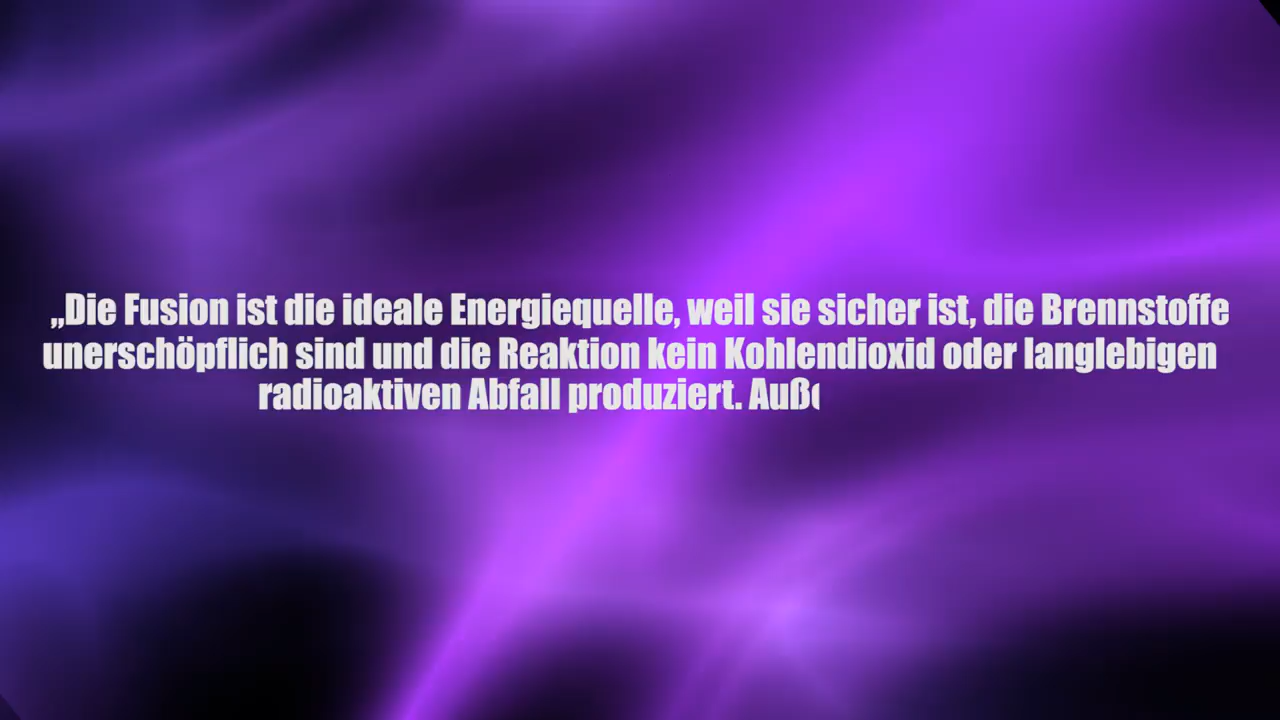 „Die Fusion ist die ideale Energiequelle, weil sie sicher ist, die Brennstoffe
unerschöpflich sind und die Reaktion kein Kohlendioxid oder langlebigen
radioaktiven Abfall produziert. Auß